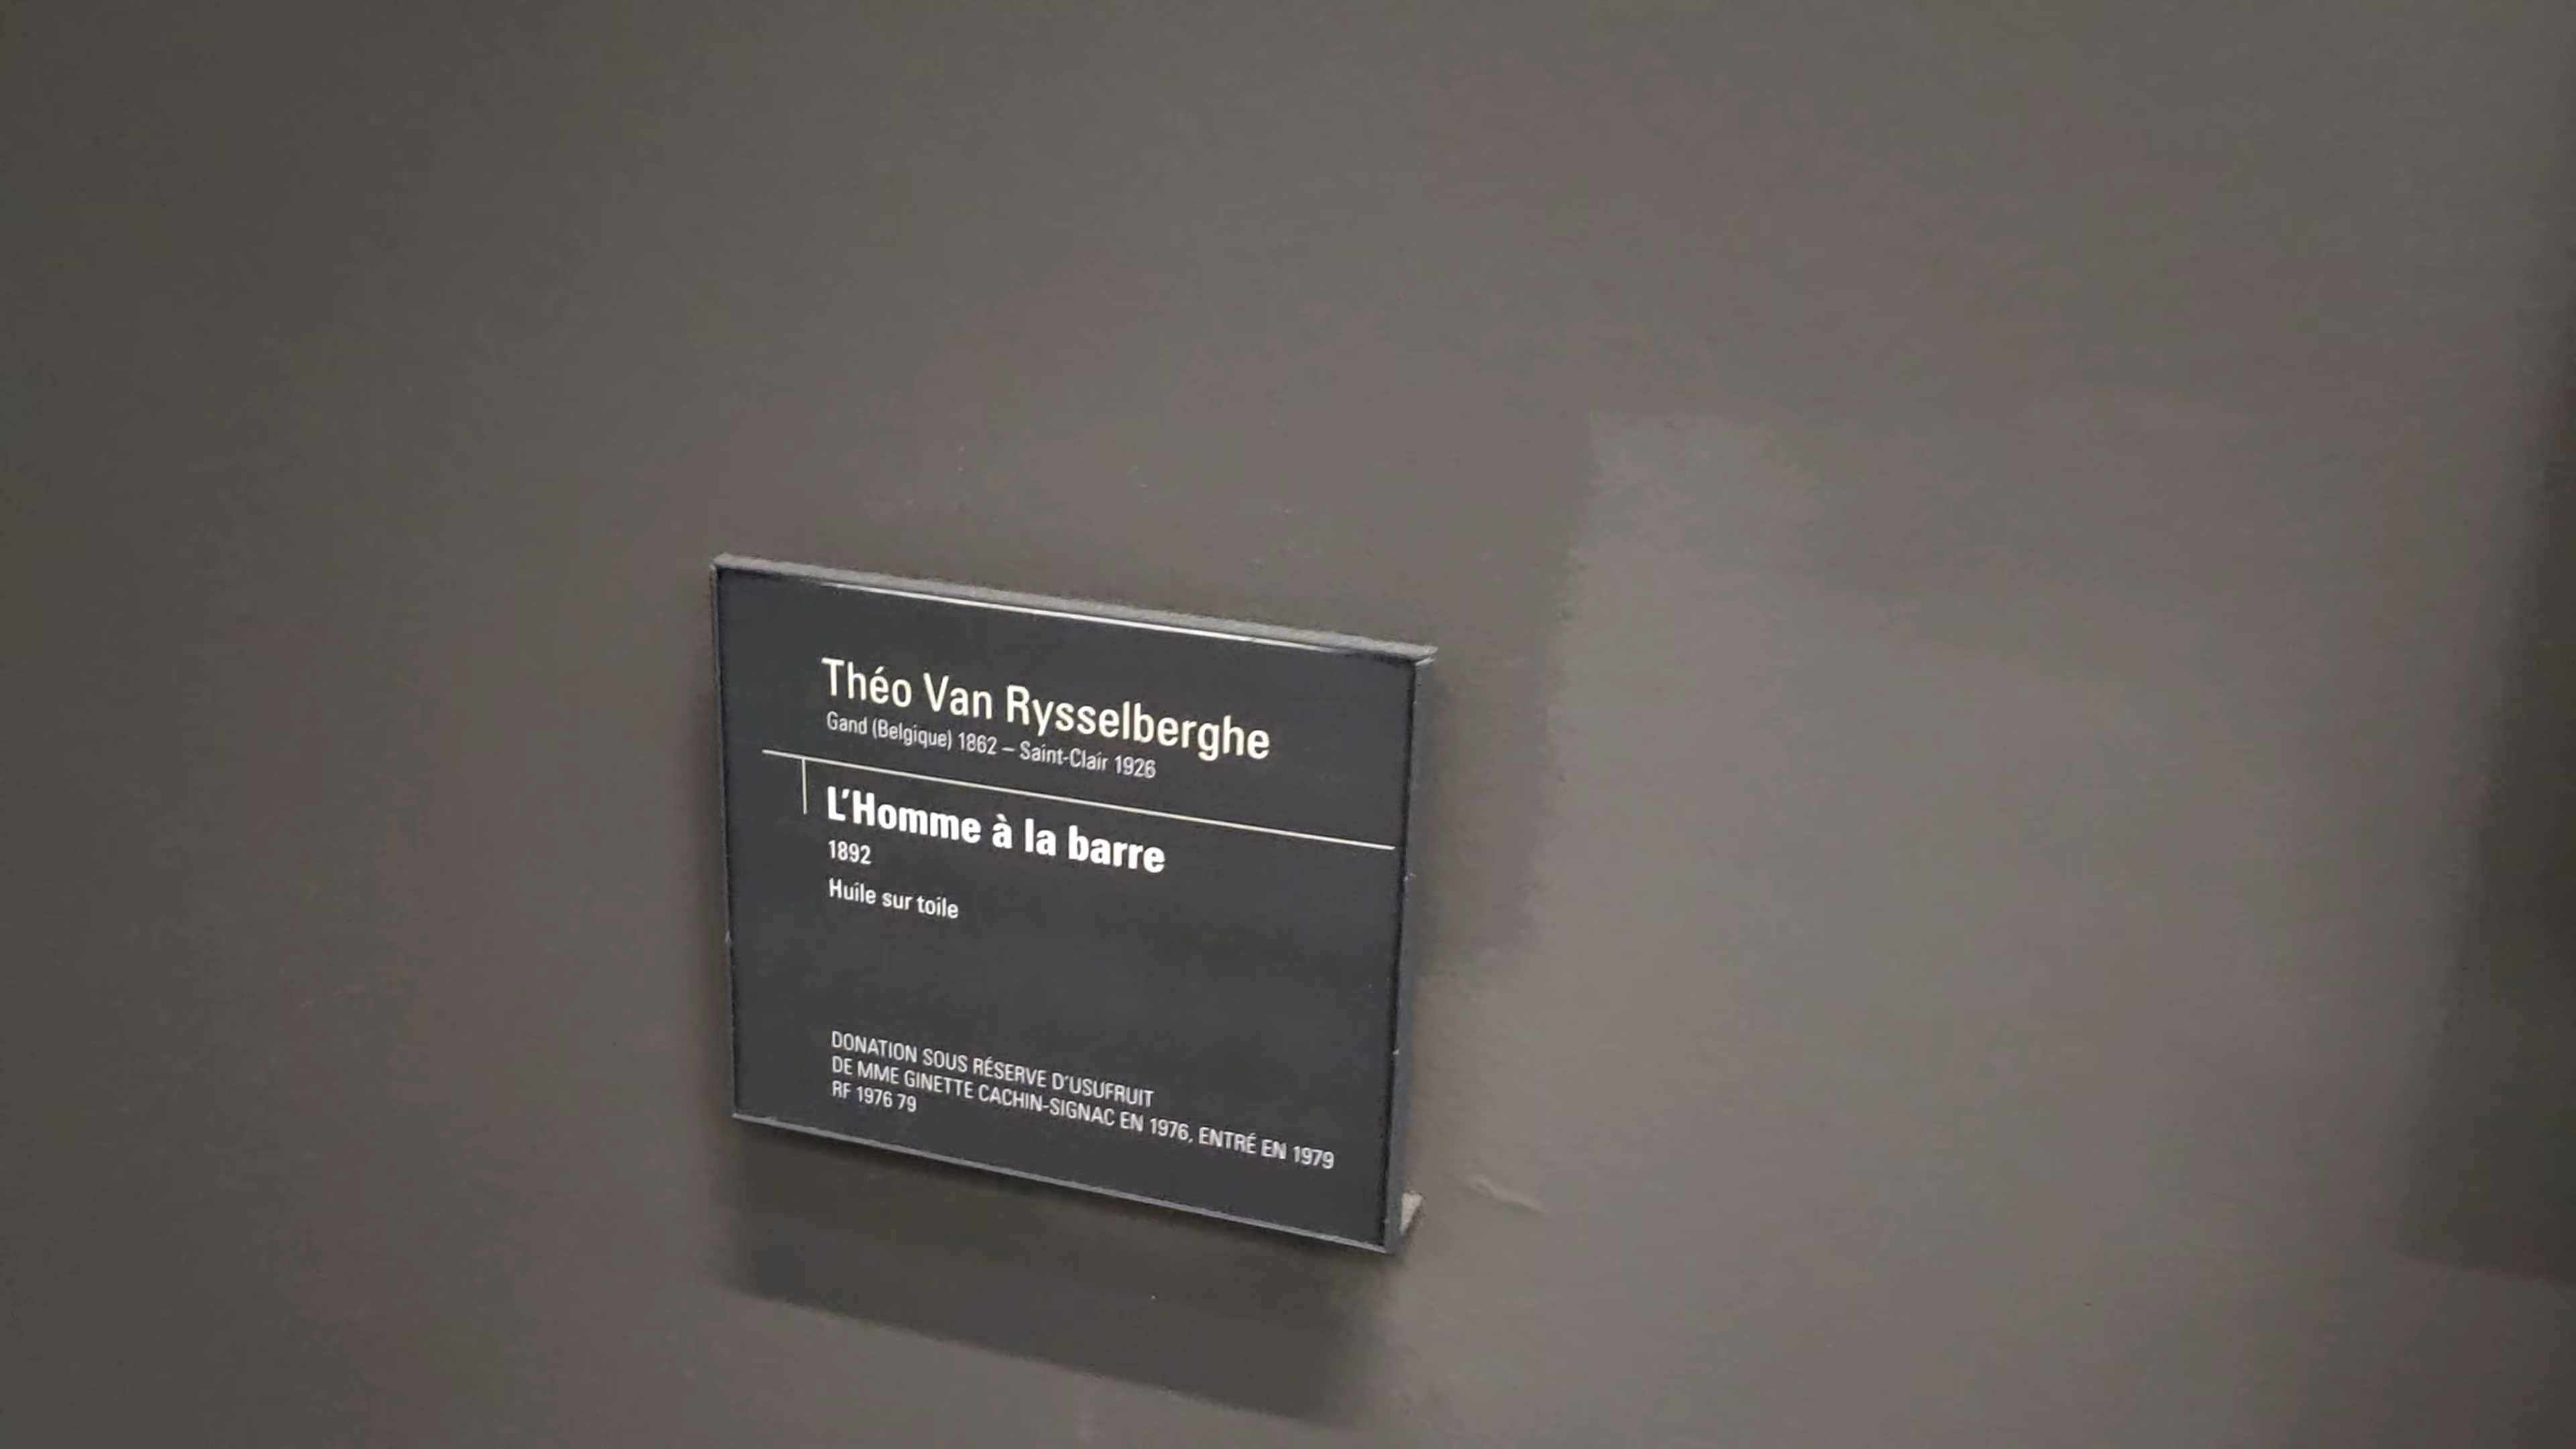 Théo Van Rysselberghe
Gand (Belgique) 1862 – Saint-Clair 1926
L'Homme à la barre
1892
Huile sur toile
DONATION SOUS RÉSERVE D'USUFRUIT
DE MME GINETTE CACHIN-SIGNAC EN 1976, ENTRÉ EN 1979
RF 1976 79